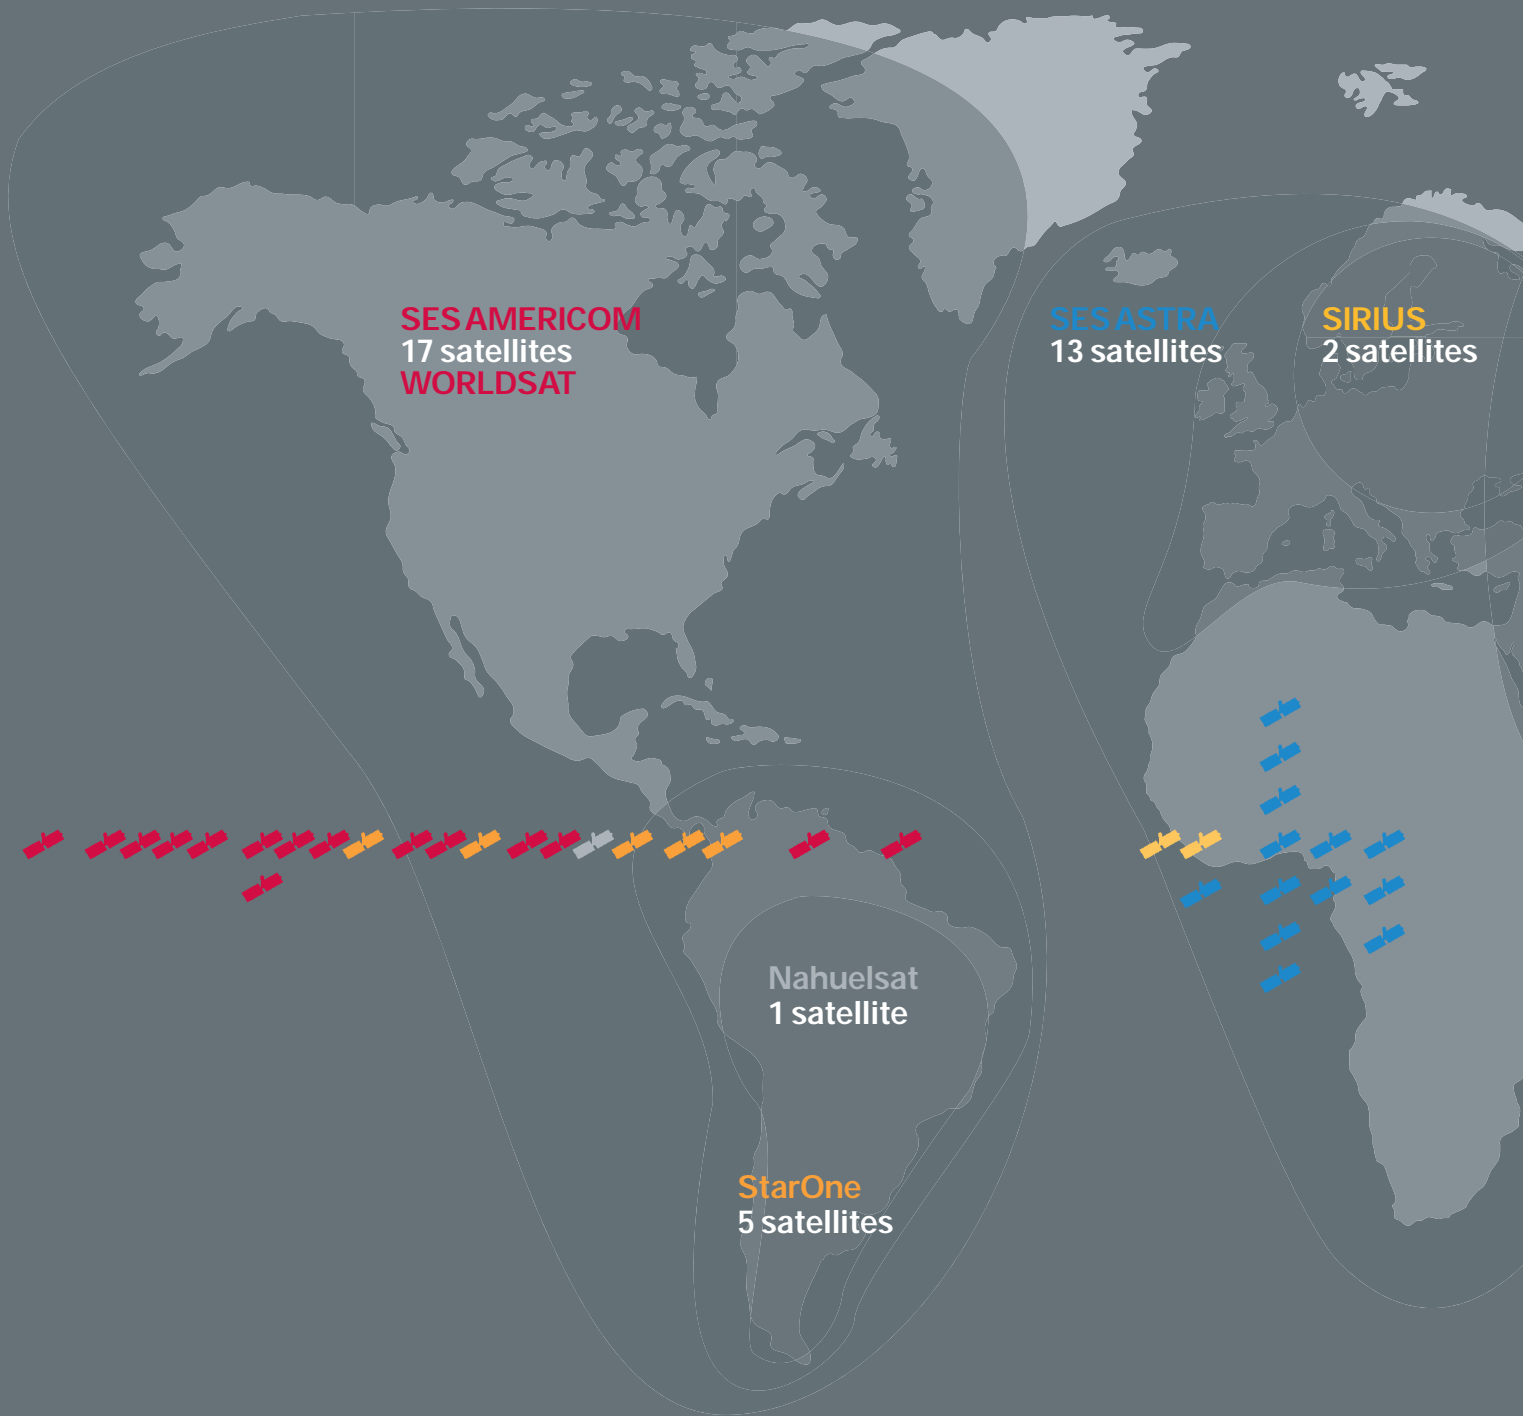 SES AMERICOM
17 satellites
WORLDSAT
SES ASTRA
13 satellites
SIRIUS
2 satellites
Nahuelsat
1 satellite
StarOne
5 satellites